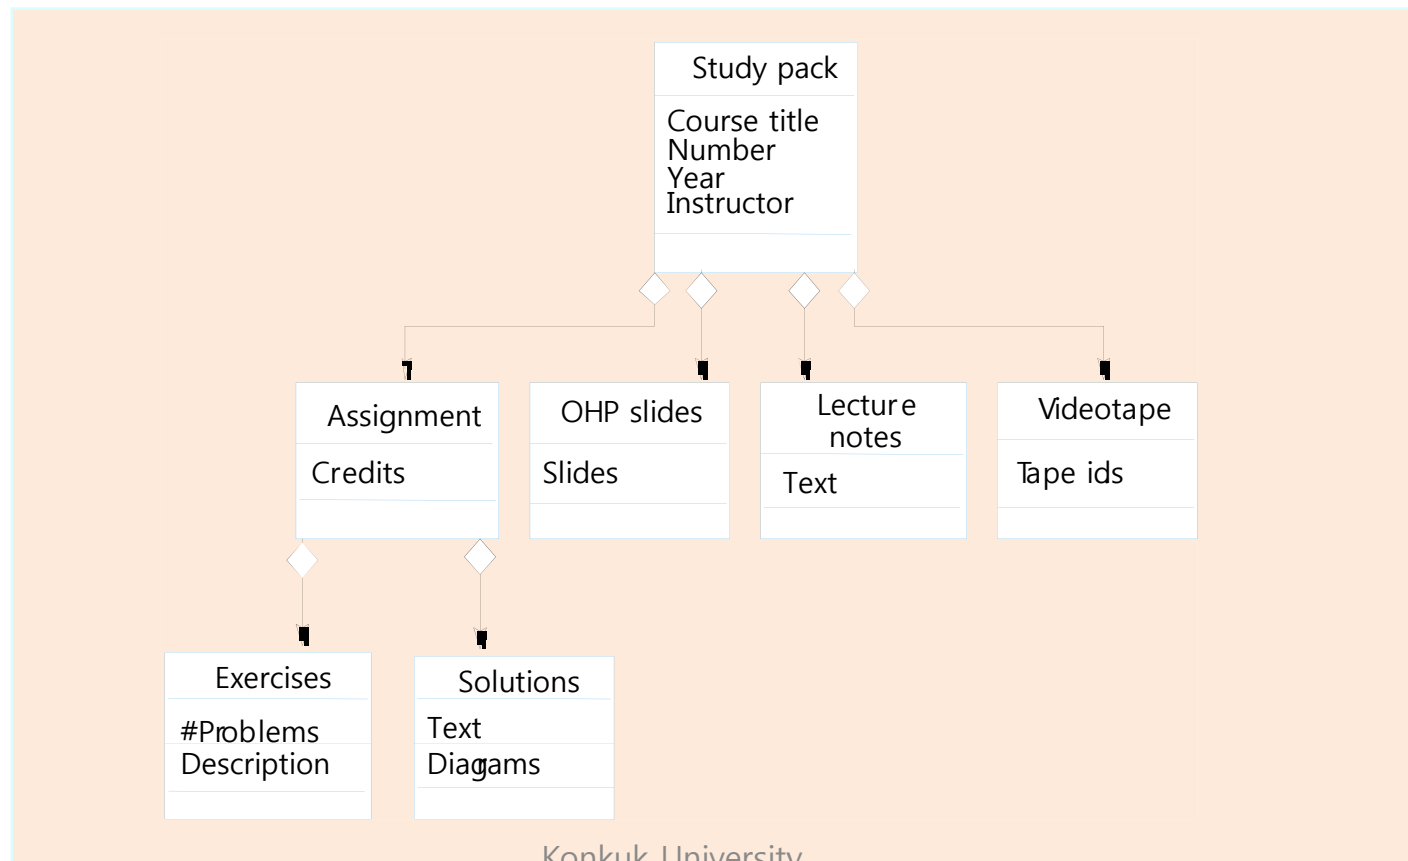 Study pack
Course title
Number
Year
Instructor
Assignment
Credits
OHP slides
Slides
Lecture
notes
Text
Videotape
Tape ids
Exercises
#Problems
Description
Solutions
Text
Diagrams
Konkuk University